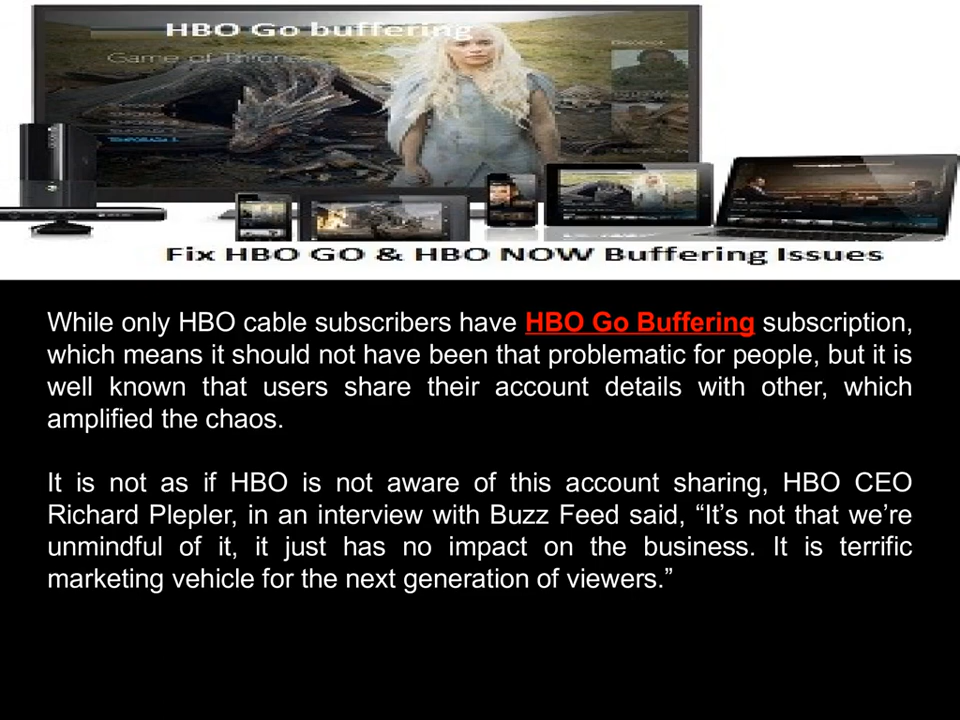 HBO Go buffering
Game of Thron
Fix HBO GO & HBO NOW Buffering Issues
While only HBO cable subscribers have HBO Go Buffering subscription,
which means it should not have been that problematic for people, but it is
well known that users share their account details with other, which
amplified the chaos.
It is not as if HBO is not aware of this account sharing, HBO CEO
Richard Plepler, in an interview with Buzz Feed said, “It’s not that we’re
unmindful of it, it just has no impact on the business. It is terrific
marketing vehicle for the next generation of viewers.”